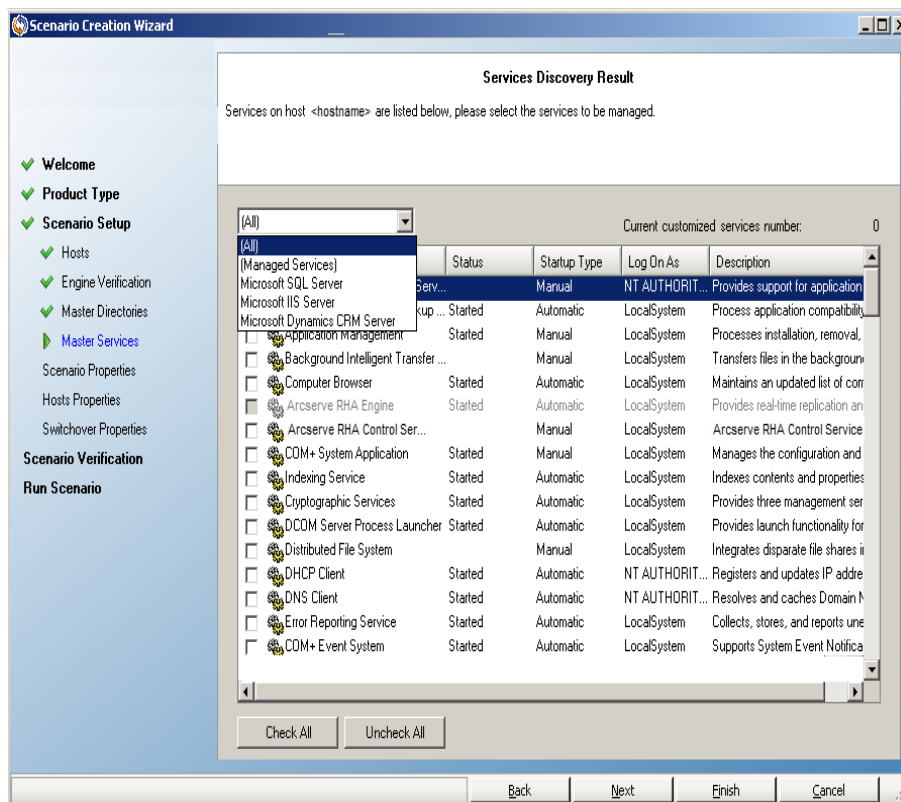 Scenario Creation Wizard
Services Discovery Result
Services on host <hostname> are listed below, please select the services to be managed.
Welcome
Product Type
Scenario Setup
Hosts
Engine Verification
Master Directories
Master Services
Scenario Properties
Hosts Properties
Switchover Properties
Scenario Verification
Run Scenario
(All)
Current customized services number: 0
(All)
(Managed Services)
Microsoft SQL Server
Microsoft IIS Server
Microsoft Dynamics CRM Server
Status Startup Type Log On As Description
Serv... Manual NT AUTHORIT... Provides support for application
kup ... Started Automatic LocalSystem Process application compatibility
Application Management Started Manual LocalSystem Processes installation, removal,
Background Intelligent Transfer ... Manual LocalSystem Transfers files in the backgroun
Computer Browser Started Automatic LocalSystem Maintains an updated list of com
Arcserve RHA Engine Started Automatic LocalSystem Provides real-time replication an
Arcserve RHA Control Ser... Manual LocalSystem Arcserve RHA Control Service
COM+ System Application Started Manual LocalSystem Manages the configuration and
Indexing Service Started Automatic LocalSystem Indexes contents and properties
Cryptographic Services Started Automatic LocalSystem Provides three management ser
DCOM Server Process Launcher Started Automatic LocalSystem Provides launch functionality for
Distributed File System Manual LocalSystem Integrates disparate file shares i
DHCP Client Started Automatic NT AUTHORIT... Registers and updates IP addre
DNS Client Started Automatic NT AUTHORIT... Resolves and caches Domain N
Error Reporting Service Started Automatic LocalSystem Collects, stores, and reports une
COM+ Event System Started Automatic LocalSystem Supports System Event Notifica
Check All Uncheck All
Back Next Finish Cancel